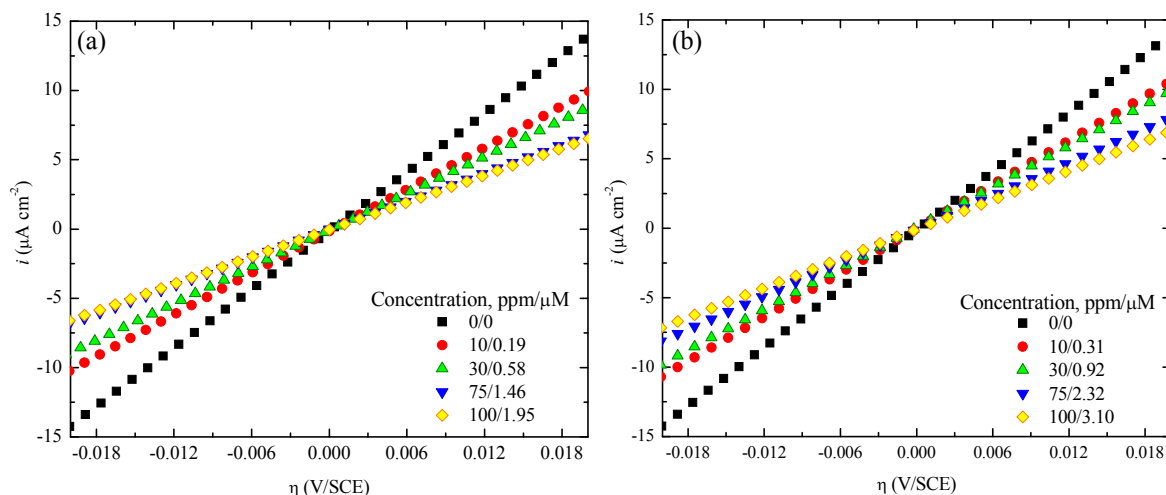 (a)
15
10
5
0
-5
-10
-15
i (μA cm-2)
-0.018 -0.012 -0.006 0.000 0.006 0.012 0.018
η (V/SCE)
Concentration, ppm/μM
0/0
10/0.19
30/0.58
75/1.46
100/1.95
(b)
15
10
5
0
-5
-10
-15
i (μA cm-2)
-0.018 -0.012 -0.006 0.000 0.006 0.012 0.018
η (V/SCE)
Concentration, ppm/μM
0/0
10/0.31
30/0.92
75/2.32
100/3.10